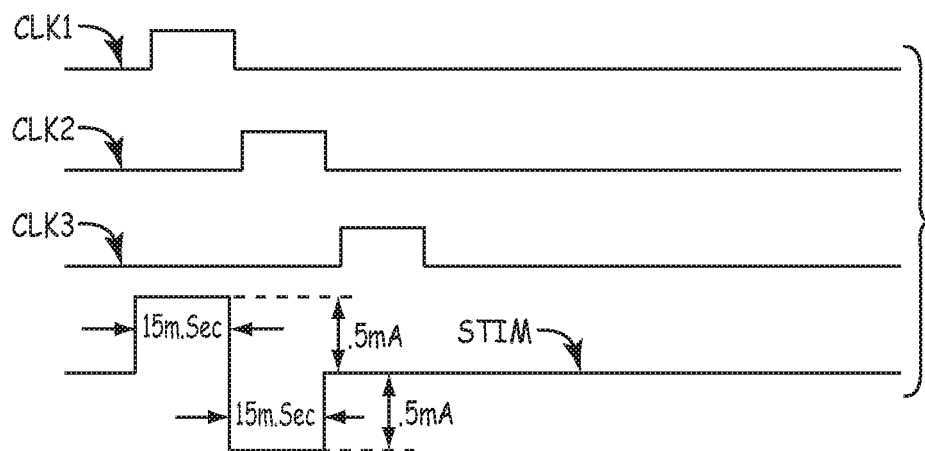 CLK1
CLK2
CLK3
15m.Sec
.5mA
STIM
15m.Sec
.5mA